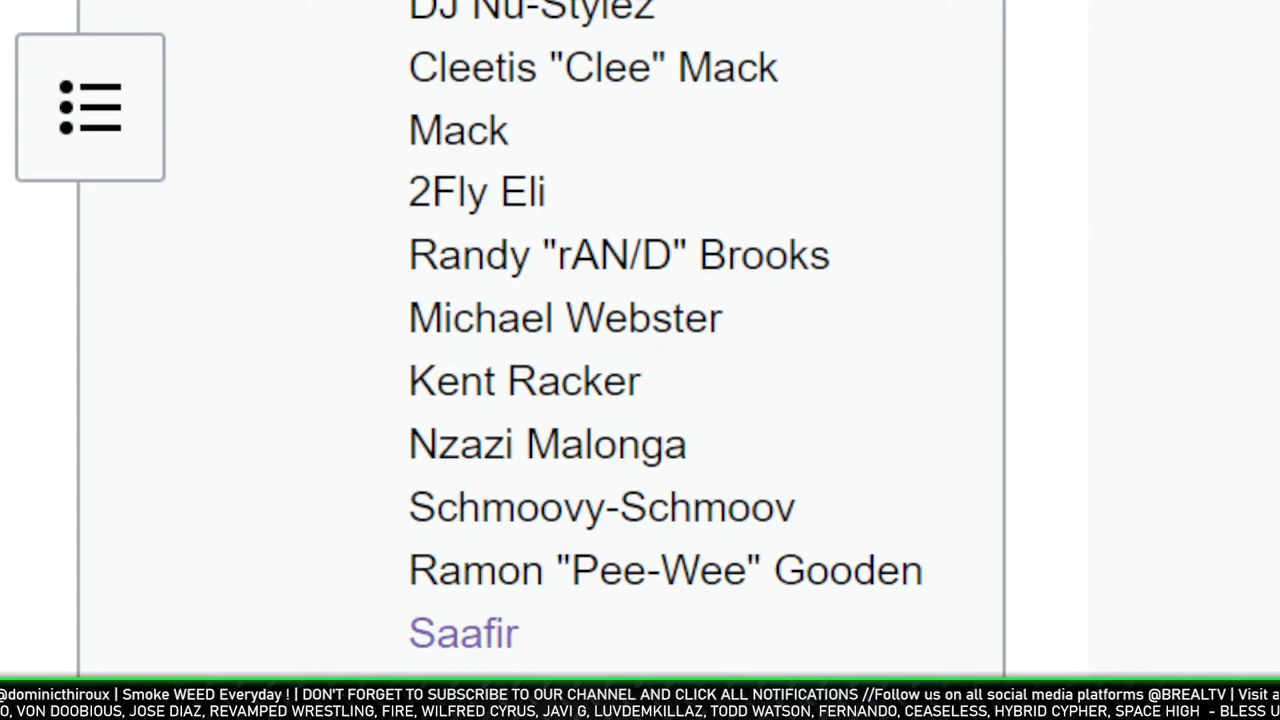 DJ Nu-Stylez
Cleetis "Clee" Mack
Mack
2Fly Eli
Randy "rAN/D" Brooks
Michael Webster
Kent Racker
Nzazi Malonga
Schmoovy-Schmoov
Ramon "Pee-Wee" Gooden
Saafir
@dominicthiroux | Smoke WEED Everyday ! | DON'T FORGET TO SUBSCRIBE TO OUR CHANNEL AND CLICK ALL NOTIFICATIONS //Follow us on all social media platforms @BREALTV | Visit a
O, VON DOOBIOUS, JOSE DIAZ, REVAMPED WRESTLING, FIRE, WILFRED CYRUS, JAVI G, LUVDEMKILLAZ, TODD WATSON, FERNANDO, CEASELESS, HYBRID CYPHER, SPACE HIGH - BLESS U